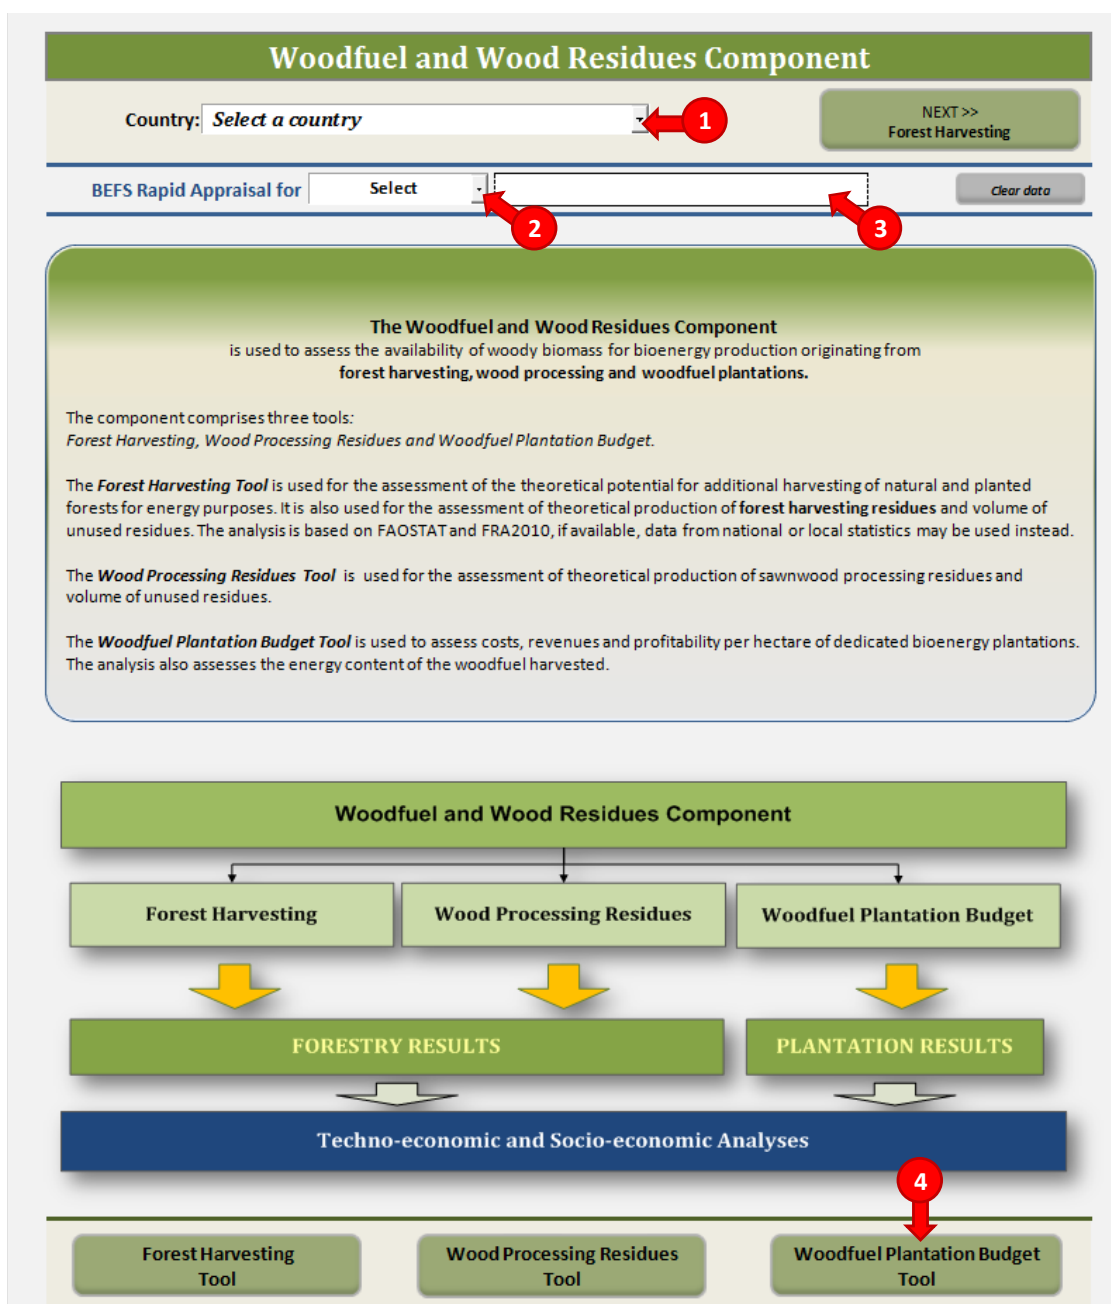 Woodfuel and Wood Residues Component
Country: Select a country
1
NEXT >>
Forest Harvesting
BEFS Rapid Appraisal for Select
Clear data
2
3
The Woodfuel and Wood Residues Component
is used to assess the availability of woody biomass for bioenergy production originating from
forest harvesting, wood processing and woodfuel plantations.
The component comprises three tools:
Forest Harvesting, Wood Processing Residues and Woodfuel Plantation Budget.
The Forest Harvesting Tool is used for the assessment of the theoretical potential for additional harvesting of natural and planted
forests for energy purposes. It is also used for the assessment of theoretical production of forest harvesting residues and volume of
unused residues. The analysis is based on FAOSTAT and FRA2010, if available, data from national or local statistics may be used instead.
The Wood Processing Residues Tool is used for the assessment of theoretical production of sawnwood processing residues and
volume of unused residues.
The Woodfuel Plantation Budget Tool is used to assess costs, revenues and profitability per hectare of dedicated bioenergy plantations.
The analysis also assesses the energy content of the woodfuel harvested.
Woodfuel and Wood Residues Component
Forest Harvesting
Wood Processing Residues
Woodfuel Plantation Budget
FORESTRY RESULTS
PLANTATION RESULTS
Techno-economic and Socio-economic Analyses
4
Forest Harvesting
Tool
Wood Processing Residues
Tool
Woodfuel Plantation Budget
Tool